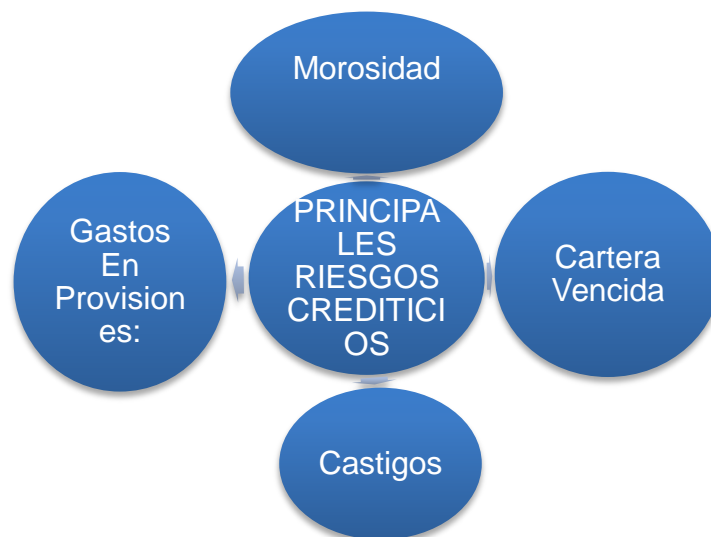 Morosidad
Gastos
En
Provision
es:
PRINCIPA
LES
RIESGOS
CREDITICI
OS
Cartera
Vencida
Castigos